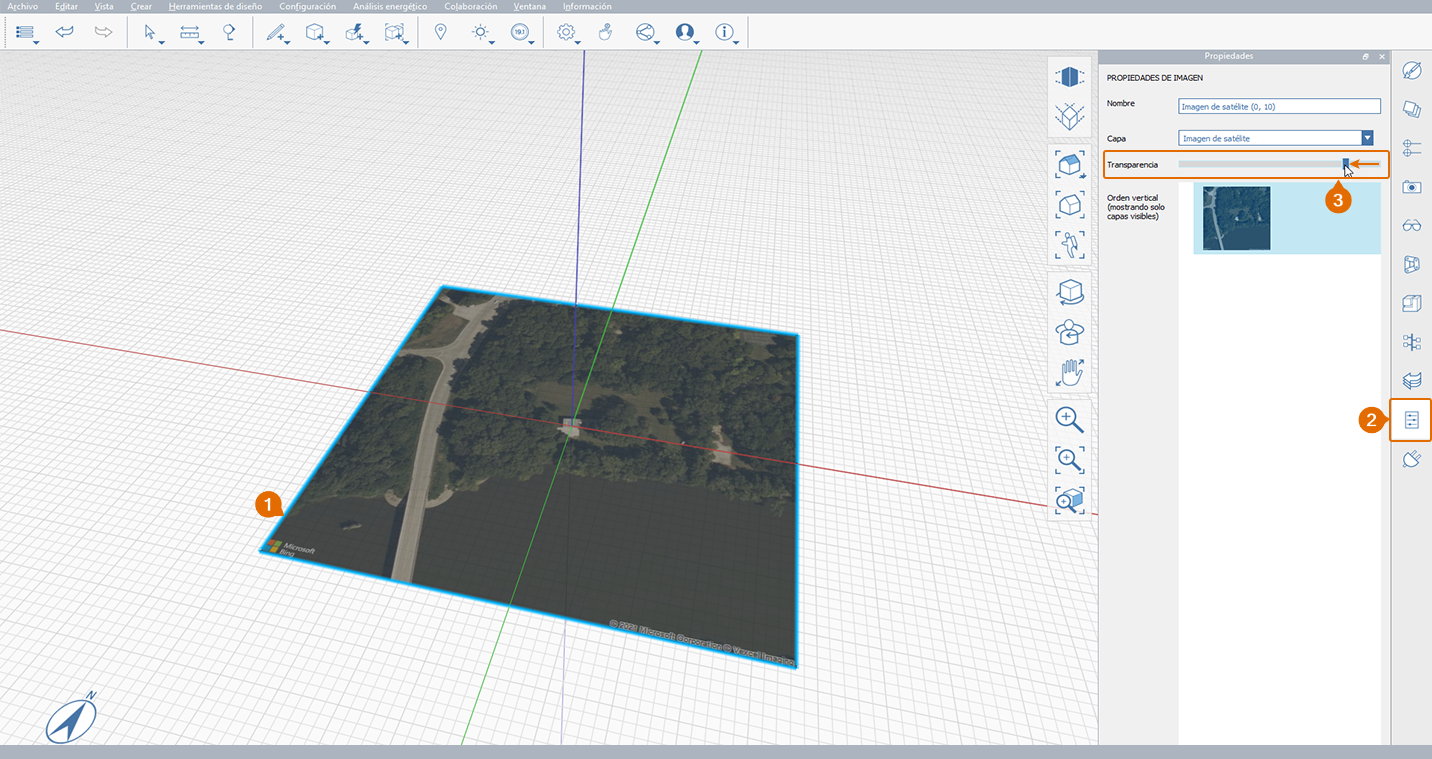 Archivo Editar Vista Crear Herramientas de diseño Configuración Análisis energético Colaboración Ventana Información
191
Propiedades
PROPIEDADES DE IMAGEN
Nombre Imagen de satélite (0, 10)
Capa Imagen de satélite
Transparencia
3
Orden vertical
(mostrando solo
capas visibles)
2
1
Microsoft
Bing
Microsoft Corporation © Vexcel Imaging
N